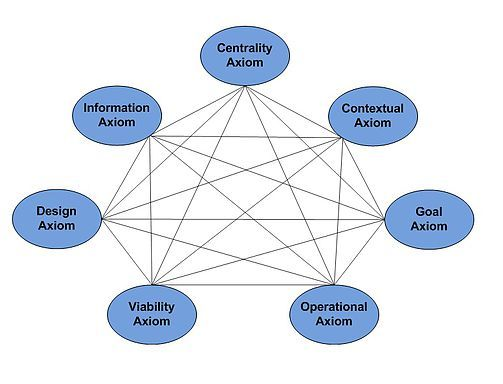 Centrality
Axiom
Information
Axiom
Contextual
Axiom
Design
Axiom
Goal
Axiom
Viability
Axiom
Operational
Axiom